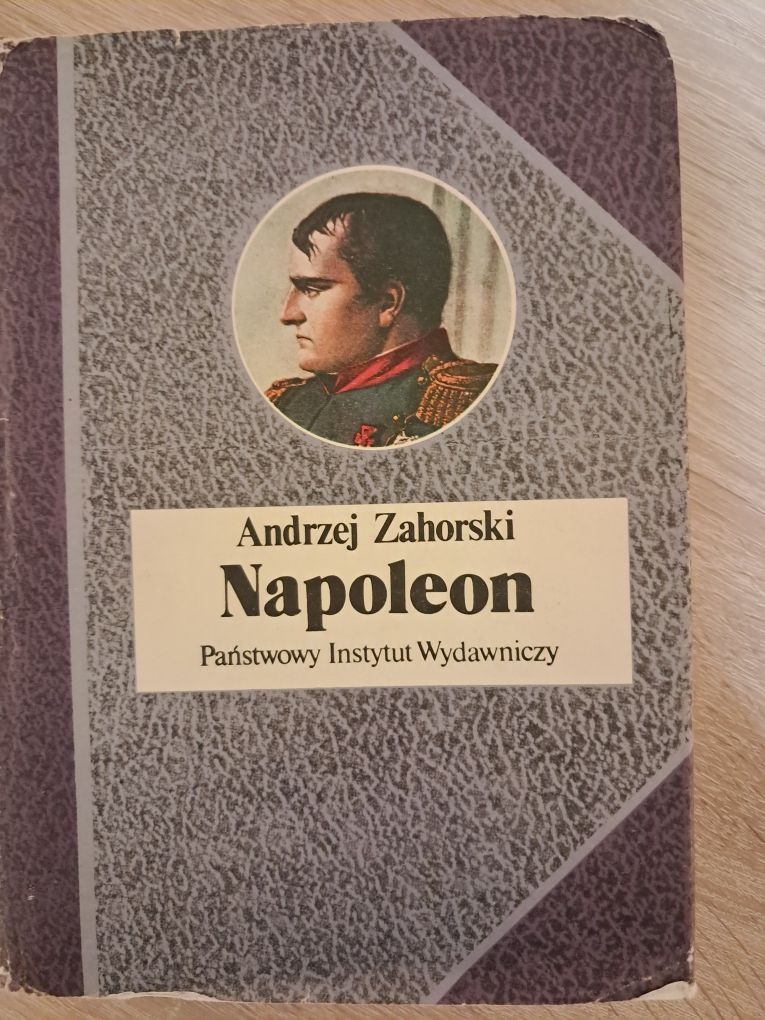 Andrzej Zahorski
Napoleon
Państwowy Instytut Wydawniczy